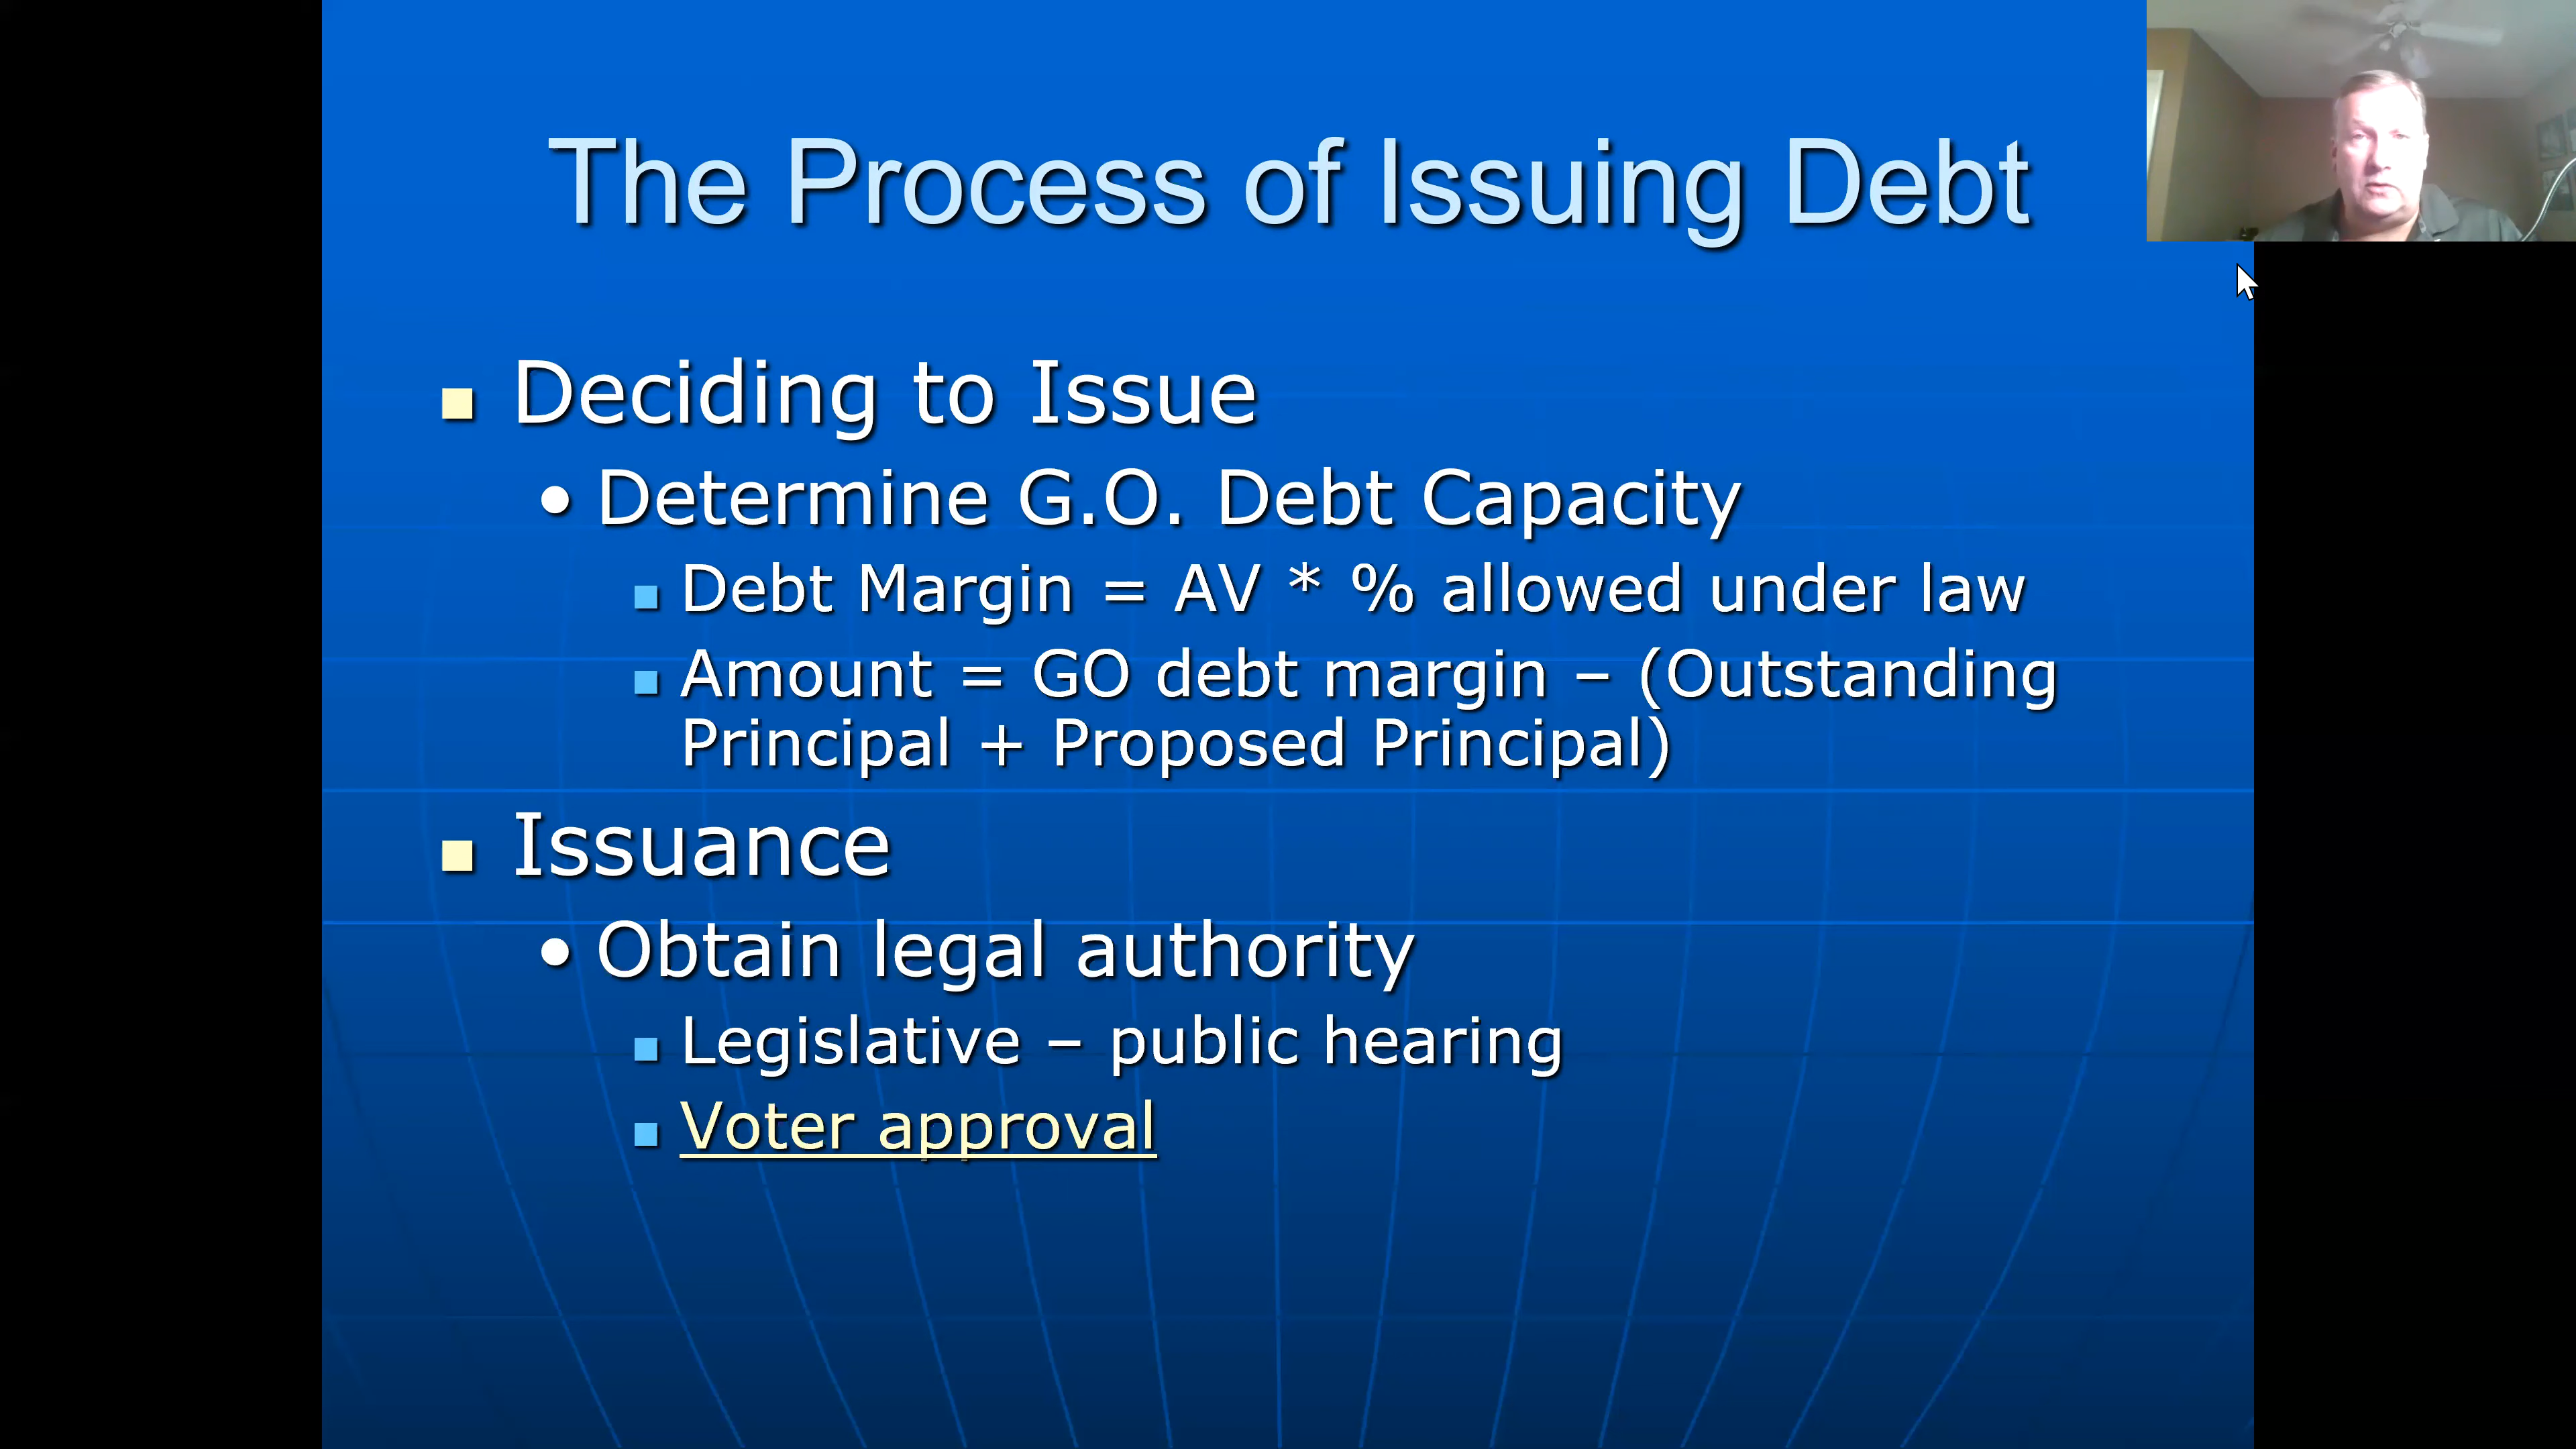 The Process of Issuing Debt
Deciding to Issue
Determine G.O. Debt Capacity
Debt Margin = AV * % allowed under law
Amount = GO debt margin – (Outstanding
Principal + Proposed Principal)
Issuance
Obtain legal authority
Legislative – public hearing
Voter approval